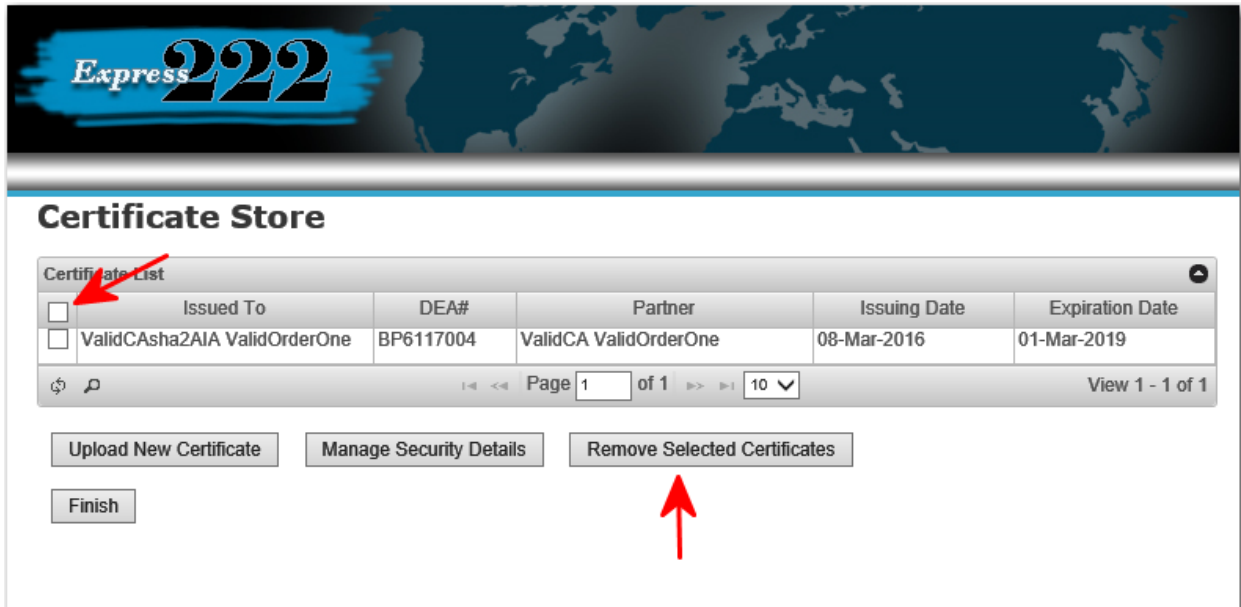 Express 222
Certificate Store
Certificate List
Issued To DEA# Partner Issuing Date Expiration Date
ValidCAsha2AIA ValidOrderOne BP6117004 ValidCA ValidOrderOne 08-Mar-2016 01-Mar-2019
Page 1 of 1 10 View 1 - 1 of 1
Upload New Certificate Manage Security Details Remove Selected Certificates
Finish